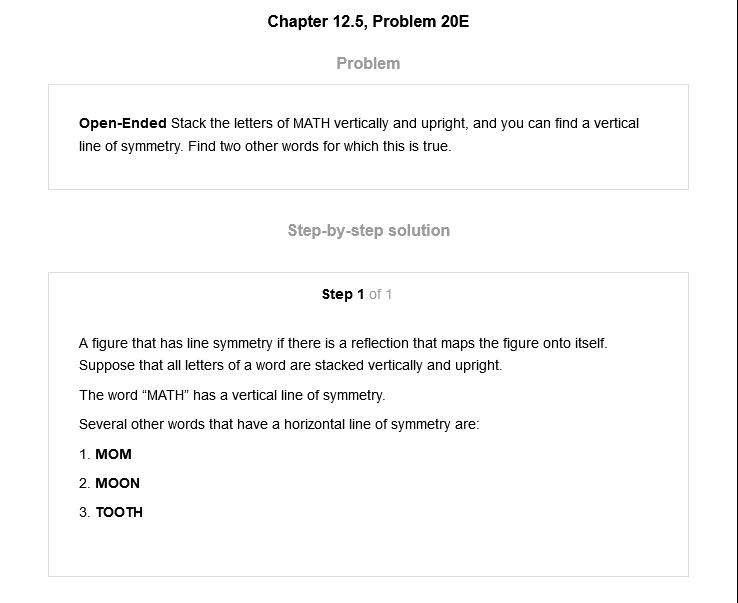 Chapter 12.5, Problem 20E
Problem
Open-Ended Stack the letters of MATH vertically and upright, and you can find a vertical
line of symmetry. Find two other words for which this is true.
Step-by-step solution
Step 1 of 1
A figure that has line symmetry if there is a reflection that maps the figure onto itself.
Suppose that all letters of a word are stacked vertically and upright.
The word “MATH” has a vertical line of symmetry.
Several other words that have a horizontal line of symmetry are:
1. MOM
2. MOON
3. TOOTH